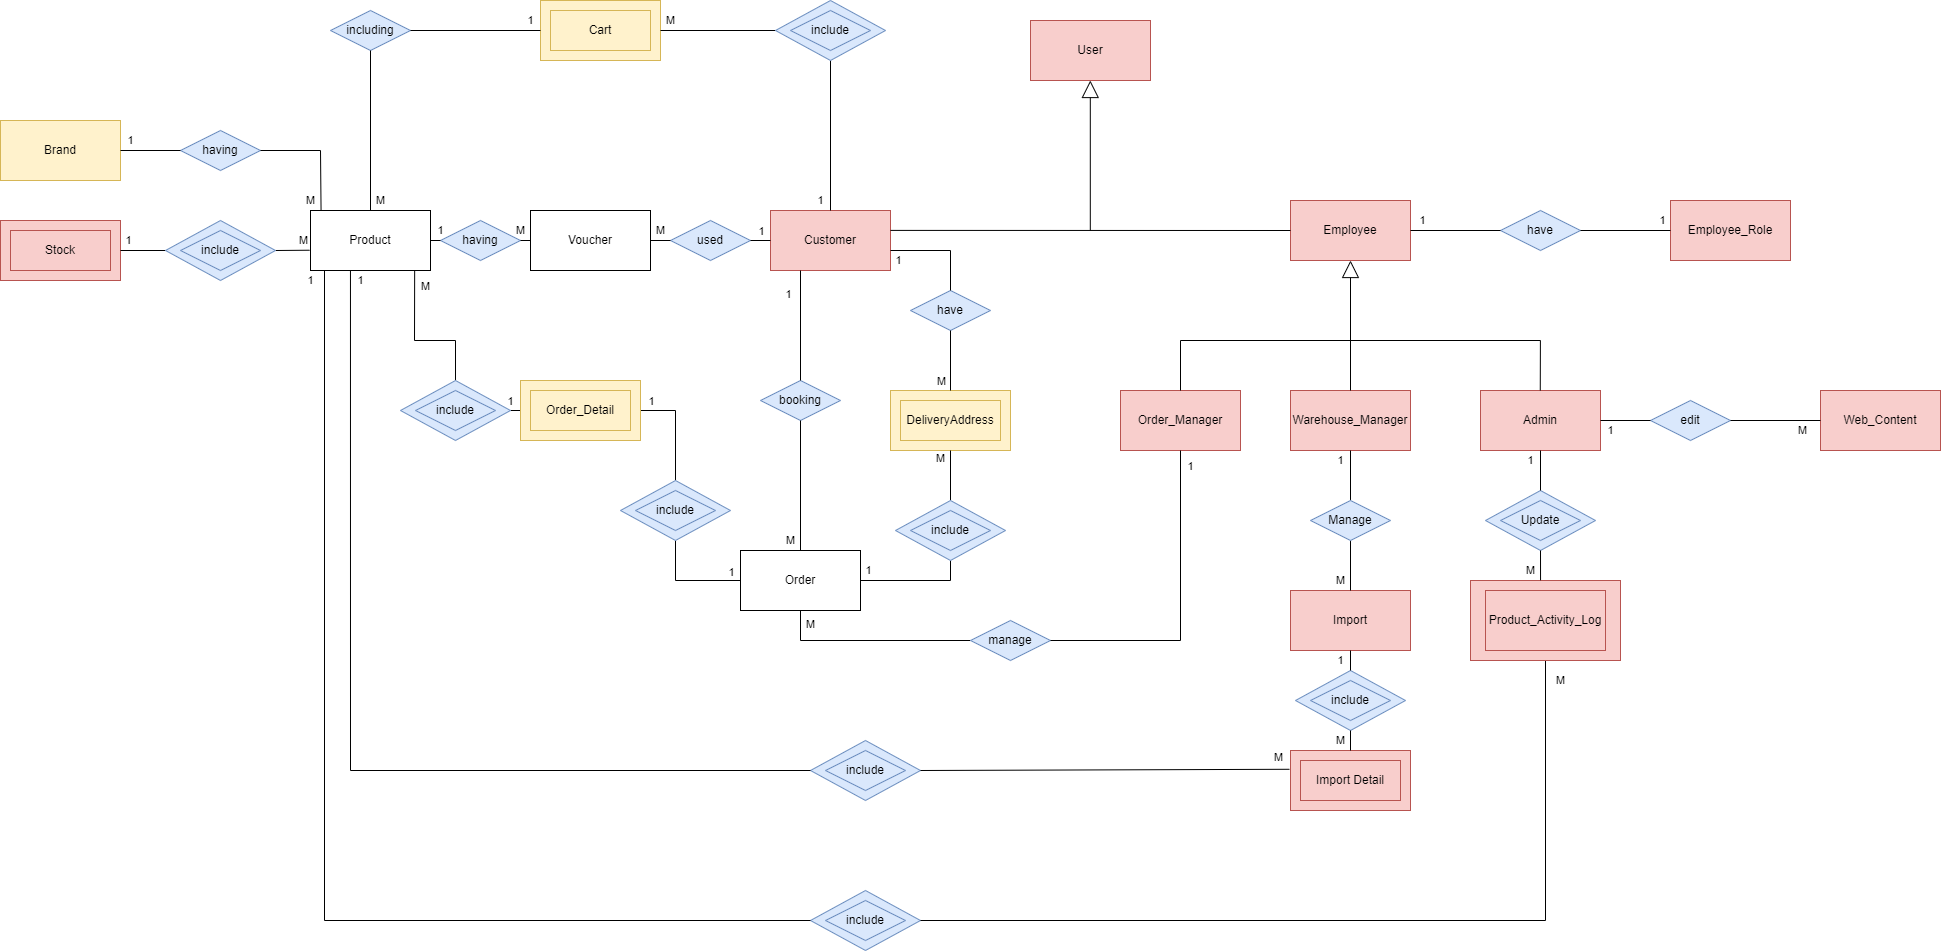 including
1
Cart
M
include
User
Brand
1
having
M
M
1
Stock
1
include
M
Product
1
having
M
Voucher
M
used
1
Customer
Employee
1
have
1
Employee_Role
1
1
M
1
1
have
M
include
1
Order_Detail
1
booking
M
DeliveryAddress
Order_Manager
Warehouse_Manager
Admin
1
edit
M
Web_Content
M
1
1
1
include
include
Manage
Update
M
1
Order
1
M
M
M
manage
Import
Product_Activity_Log
1
M
include
M
include
M
Import Detail
include